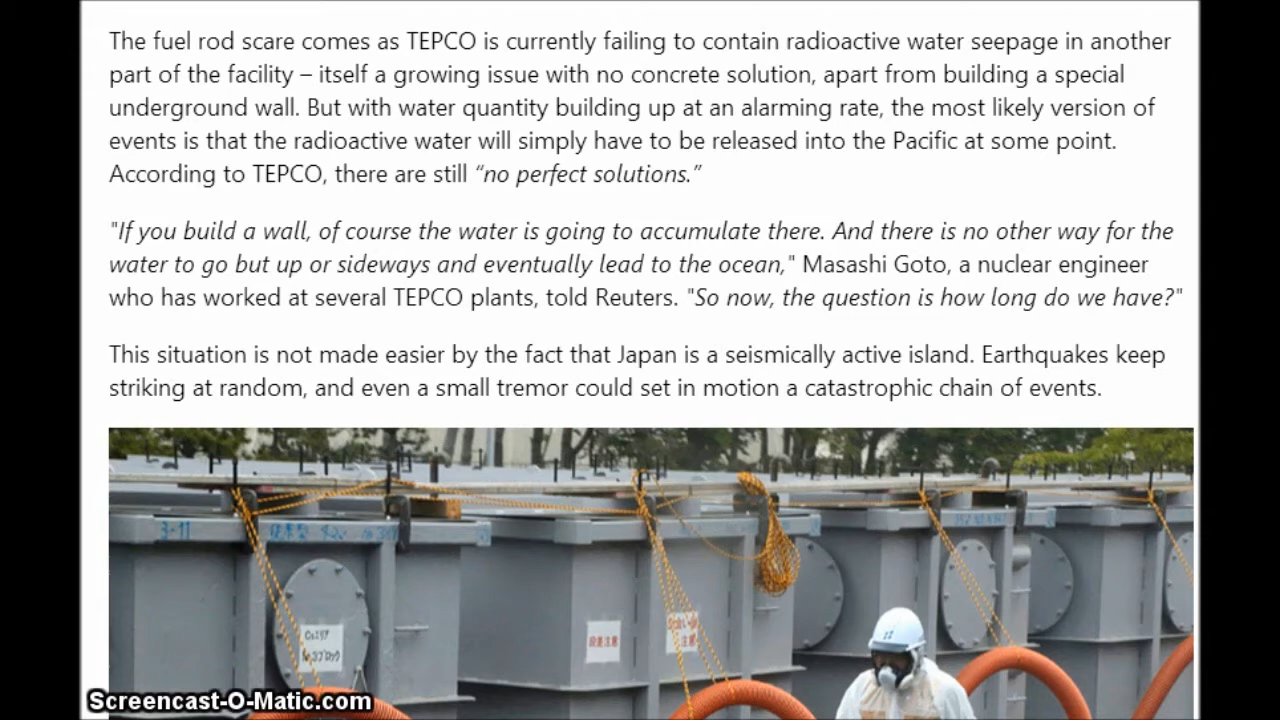 The fuel rod scare comes as TEPCO is currently failing to contain radioactive water seepage in another
part of the facility – itself a growing issue with no concrete solution, apart from building a special
underground wall. But with water quantity building up at an alarming rate, the most likely version of
events is that the radioactive water will simply have to be released into the Pacific at some point.
According to TEPCO, there are still “no perfect solutions.”
"If you build a wall, of course the water is going to accumulate there. And there is no other way for the
water to go but up or sideways and eventually lead to the ocean," Masashi Goto, a nuclear engineer
who has worked at several TEPCO plants, told Reuters. "So now, the question is how long do we have?"
This situation is not made easier by the fact that Japan is a seismically active island. Earthquakes keep
striking at random, and even a small tremor could set in motion a catastrophic chain of events.
3-11
段差注意
注意
Screencast-O-Matic.com